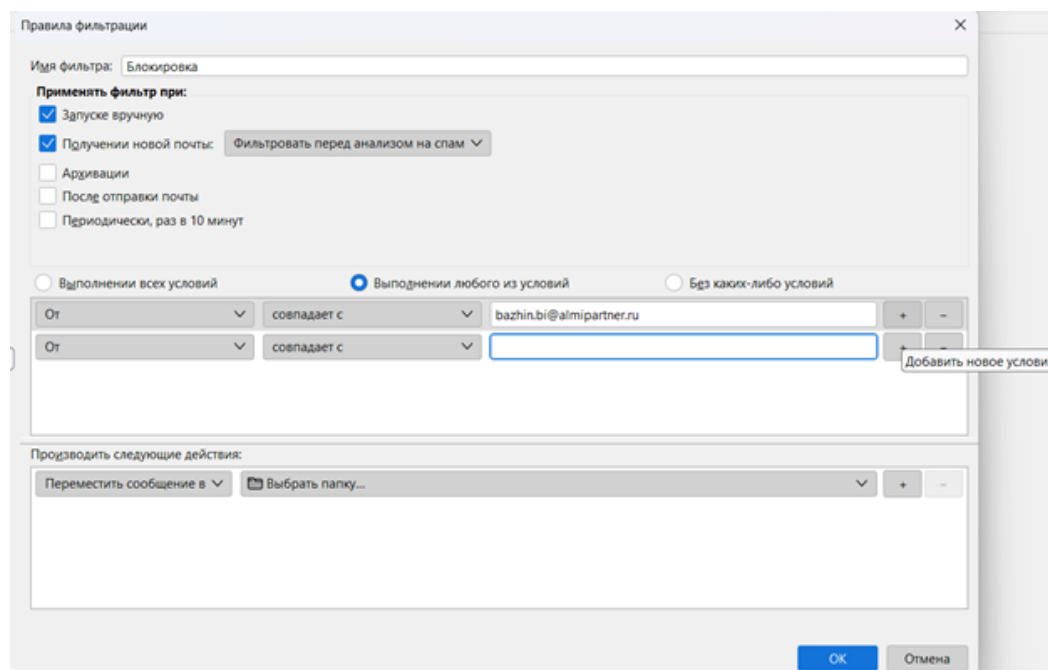 Правила фильтрации
Имя фильтра: Блокировка
Применять фильтр при:
Запуске вручную
Получении новой почты: Фильтровать перед анализом на спам
Архивации
После отправки почты
Периодически, раз в 10 минут
Выполнении всех условий Выполнении любого из условий Без каких-либо условий
От совпадает с bazhin.bi@almipartner.ru + -
От совпадает с + -
Добавить новое услови
Производить следующие действия:
Переместить сообщение в Выбрать папку... + -
OK Отмена